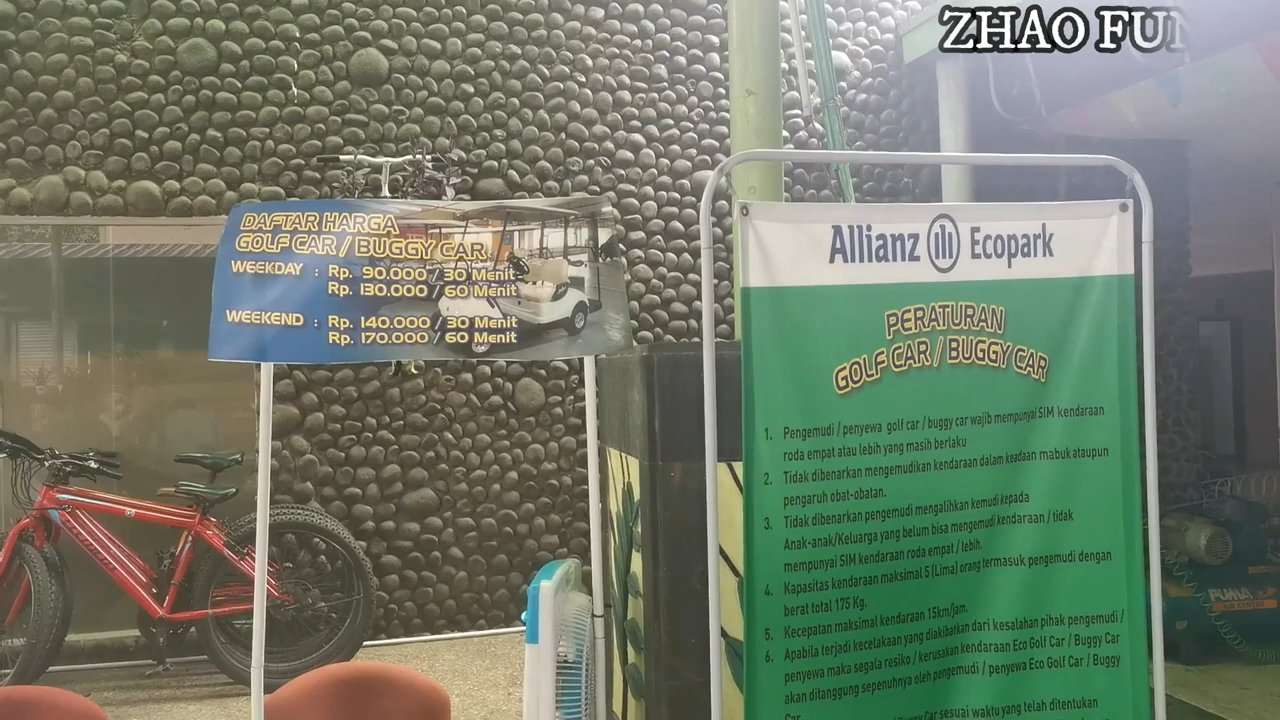 ZHAO FUN
DAFTAR HARGA
GOLF CAR / BUGGY CAR
WEEKDAY : Rp. 90.000 / 30 Menit
Rp. 130.000 / 60 Menit
WEEKEND : Rp. 140.000 / 30 Menit
Rp. 170.000 / 60 Menit
Allianz Ecopark
PERATURAN
GOLF CAR / BUGGY CAR
1. Pengemudi / penyewa golf car / buggy car wajib mempunyai SIM kendaraan
roda empat atau lebih yang masih berlaku
2. Tidak dibenarkan mengemudikan kendaraan dalam keadaan mabuk ataupun
pengaruh obat-obatan.
3. Tidak dibenarkan pengemudi mengalihkan kemudi kepada
Anak-anak/Keluarga yang belum bisa mengemudi kendaraan / tidak
mempunyai SIM kendaraan roda empat / lebih.
4. Kapasitas kendaraan maksimal 5 (Lima) orang termasuk pengemudi dengan
berat total 175 Kg.
5. Kecepatan maksimal kendaraan 15km/jam.
6. Apabila terjadi kecelakaan yang diakibatkan dari kesalahan pihak pengemudi /
penyewa maka segala resiko / kerusakan kendaraan Eco Golf Car / Buggy Car
akan ditanggung sepenuhnya oleh pengemudi / penyewa Eco Golf Car / Buggy
Car
Car sesuai waktu yang telah ditentukan
PUMA
AIR CENTER